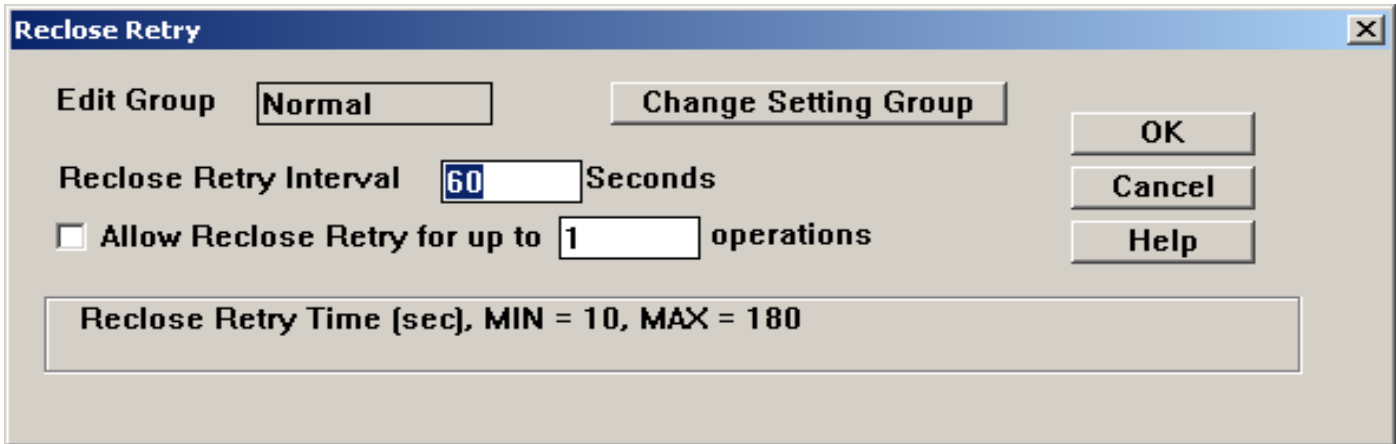 Reclose Retry
Edit Group Normal Change Setting Group
OK
Reclose Retry Interval 60 Seconds
Cancel
Allow Reclose Retry for up to 1 operations
Help
Reclose Retry Time (sec), MIN = 10, MAX = 180